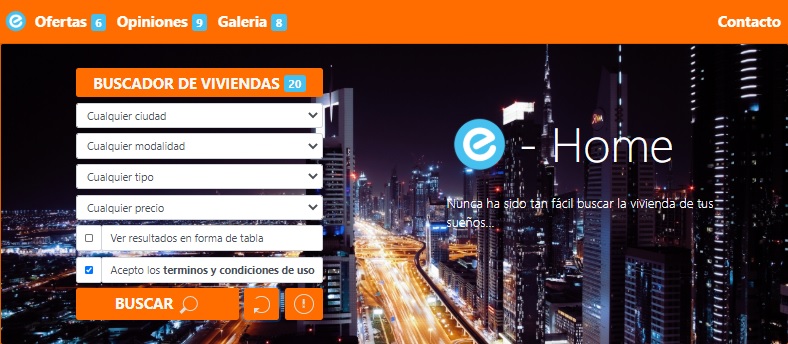 e Ofertas 6 Opiniones 9 Galeria 8 Contacto
BUSCADOR DE VIVIENDAS 20
Cualquier ciudad
Cualquier modalidad
Cualquier tipo
Cualquier precio
Ver resultados en forma de tabla
Acepto los terminos y condiciones de uso
BUSCAR
e - Home
Nunca ha sido tan fácil buscar la vivienda de tus
sueños...